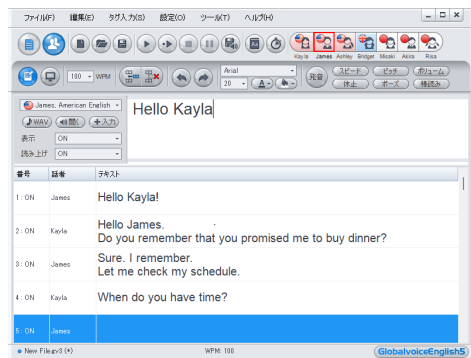 ファイル(F) 編集(E) タグ入力(S) 設定(O) ツール(T) ヘルプ(H)
Kayla James Ashley Bridget Misaki Akira Risa
180 WPM
Arial
20 A
発音 スピード ピッチ ボリューム
休止 ポーズ 棒読み
James. American English
WAV 聞く 入力
表示 ON
読み上げ ON
Hello Kayla
番号 話者 テキスト
1: ON James Hello Kayla!
2: ON Kayla Hello James.
Do you remember that you promised me to buy dinner?
3: ON James Sure. I remember.
Let me check my schedule.
4: ON Kayla When do you have time?
5: ON James
New File.gv3 (*) WPM: 100
GlobalvoiceEnglish5